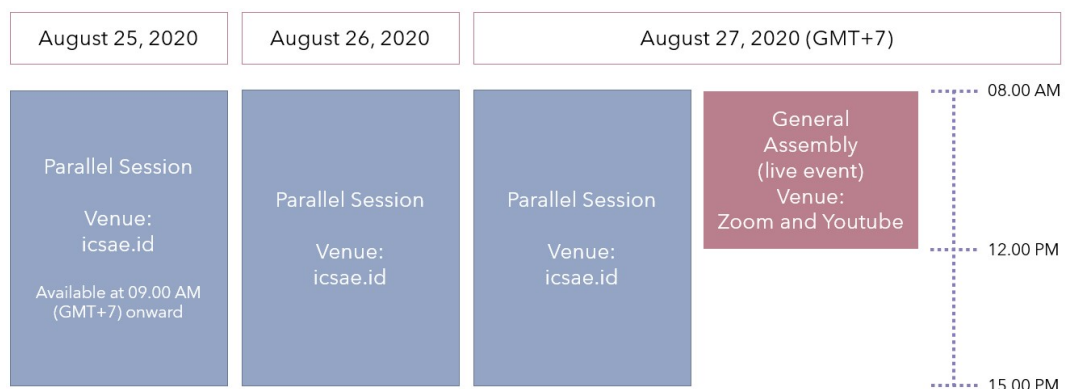 August 25, 2020
August 26, 2020
August 27, 2020 (GMT+7)
Parallel Session
Venue:
icsae.id
Available at 09.00 AM
(GMT+7) onward
Parallel Session
Venue:
icsae.id
Parallel Session
Venue:
icsae.id
General
Assembly
(live event)
Venue:
Zoom and Youtube
08.00 AM
12.00 PM
15.00 PM